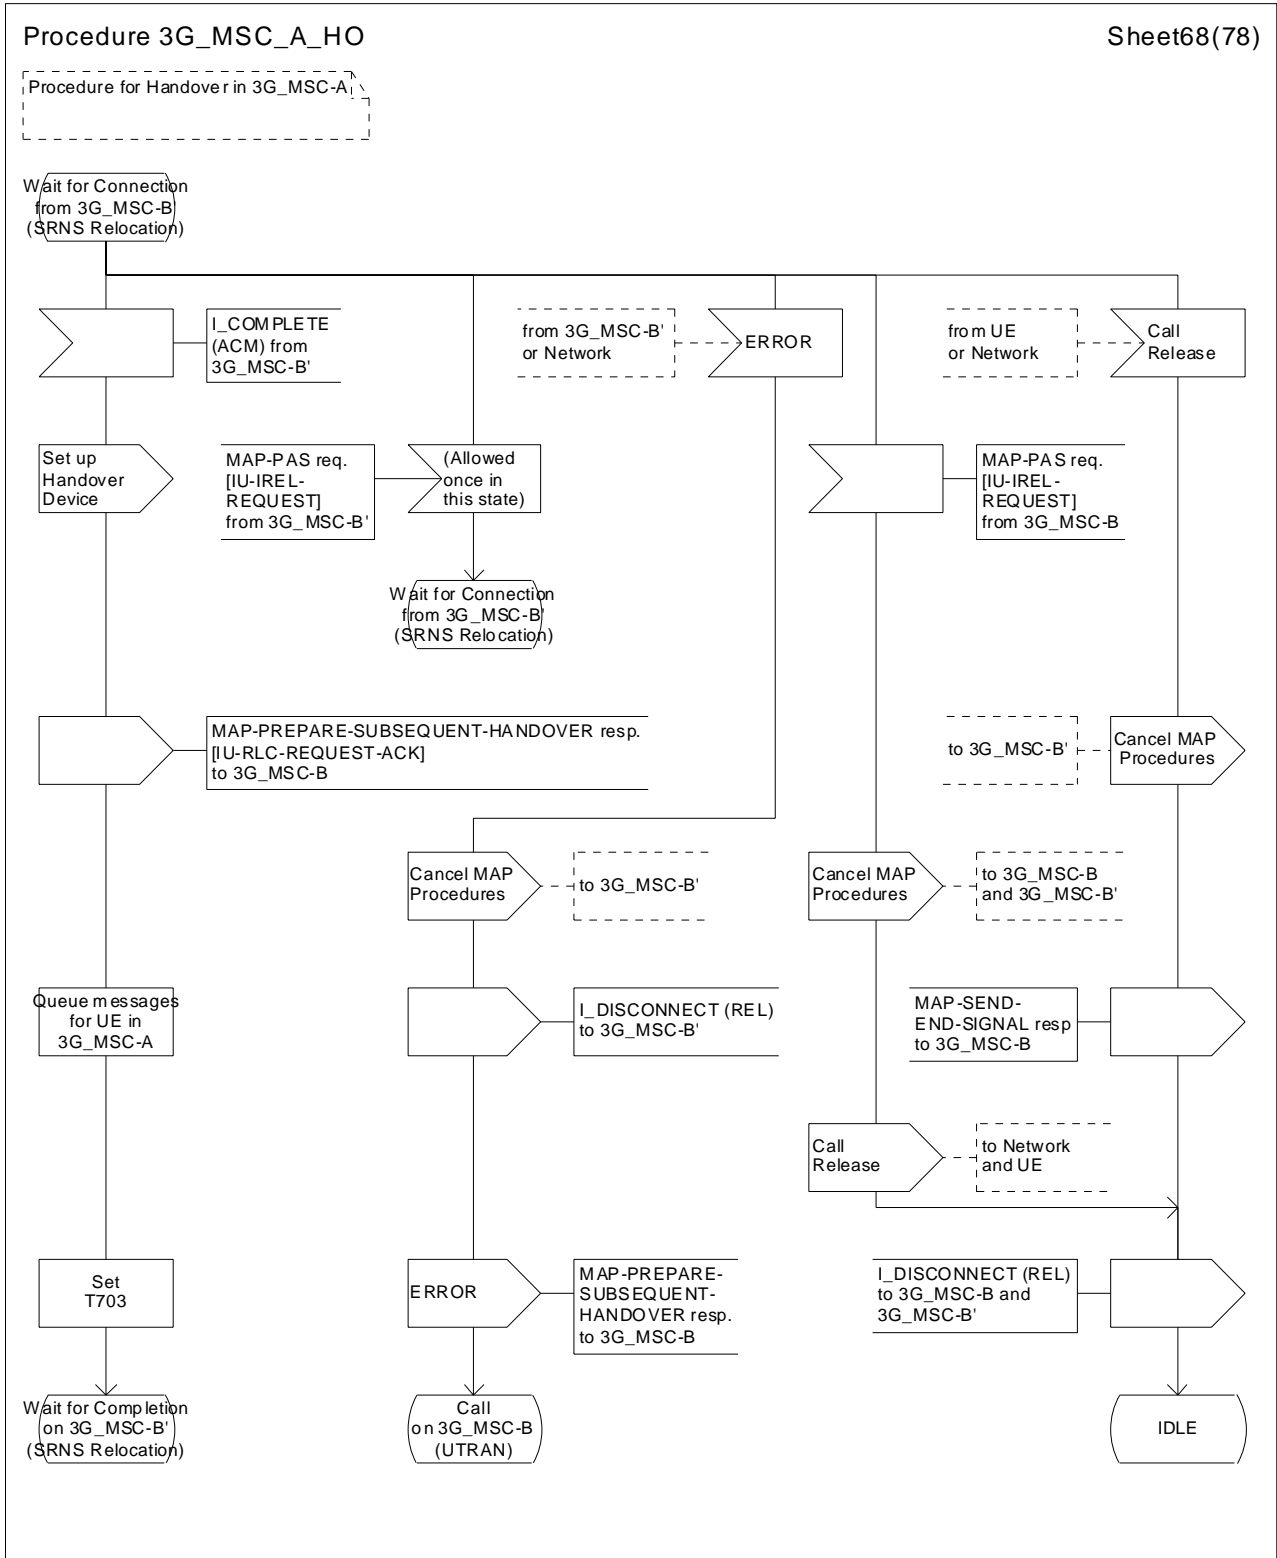 Procedure 3G_MSC_A_HO
Sheet68(78)
Procedure for Handover in 3G_MSC-A
Wait for Connection
from 3G_MSC-B'
(SRNS Relocation)
I_COMPLETE
(ACM) from
3G_MSC-B'
from 3G_MSC-B'
or Network
ERROR
from UE
or Network
Call
Release
Set up
Handover
Device
MAP-PAS req.
[IU-IREL-
REQUEST]
from 3G_MSC-B'
(Allowed
once in
this state)
MAP-PAS req.
[IU-IREL-
REQUEST]
from 3G_MSC-B
Wait for Connection
from 3G_MSC-B'
(SRNS Relocation)
MAP-PREPARE-SUBSEQUENT-HANDOVER resp.
[IU-RLC-REQUEST-ACK]
to 3G_MSC-B
to 3G_MSC-B'
Cancel MAP
Procedures
Cancel MAP
Procedures
to 3G_MSC-B'
Cancel MAP
Procedures
to 3G_MSC-B
and 3G_MSC-B'
Queue messages
for UE in
3G_MSC-A
I_DISCONNECT (REL)
to 3G_MSC-B'
MAP-SEND-
END-SIGNAL resp
to 3G_MSC-B
Call
Release
to Network
and UE
Set
T703
ERROR
MAP-PREPARE-
SUBSEQUENT-
HANDOVER resp.
to 3G_MSC-B
I_DISCONNECT (REL)
to 3G_MSC-B and
3G_MSC-B'
Wait for Completion
on 3G_MSC-B'
(SRNS Relocation)
Call
on 3G_MSC-B
(UTRAN)
IDLE